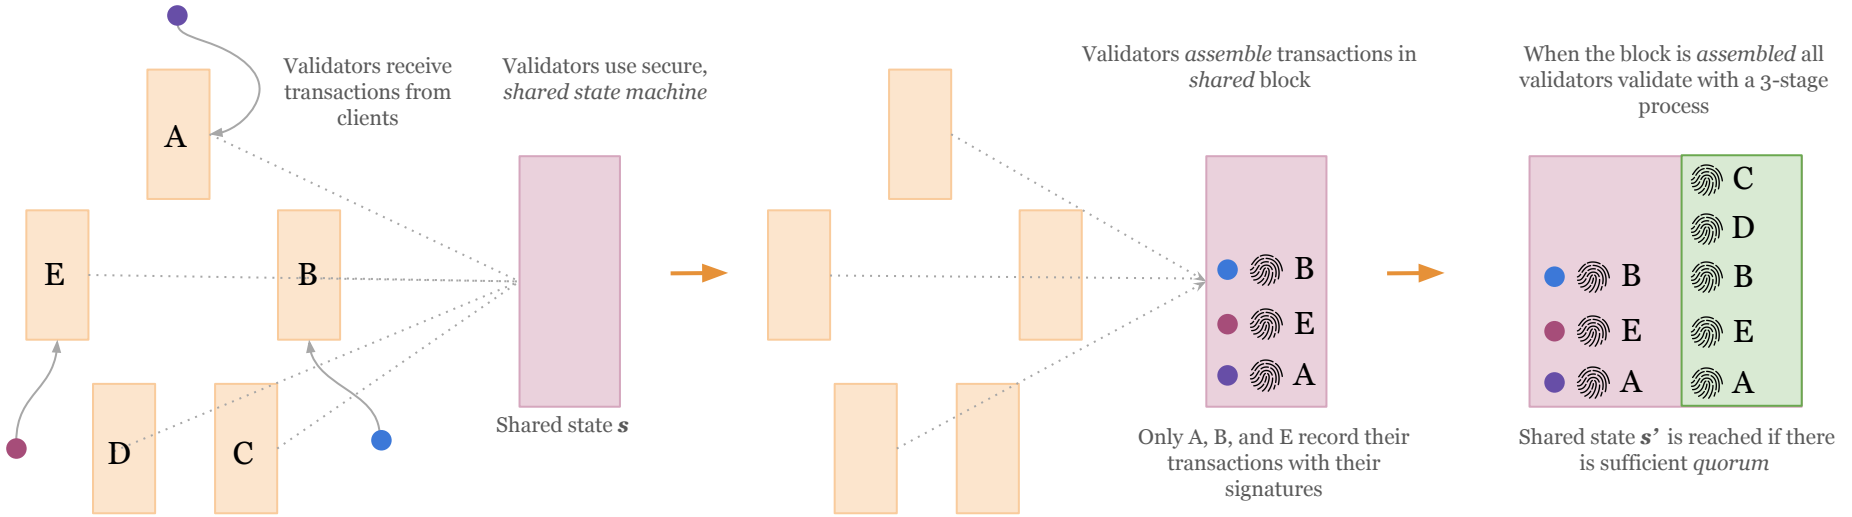 Validators receive
transactions from
clients
A
E
B
D
C
Validators use secure,
shared state machine
Shared state s
Validators assemble transactions in
shared block
B
E
A
Only A, B, and E record their
transactions with their
signatures
When the block is assembled all
validators validate with a 3-stage
process
B
E
A
C
D
B
E
A
Shared state s’ is reached if there
is sufficient quorum